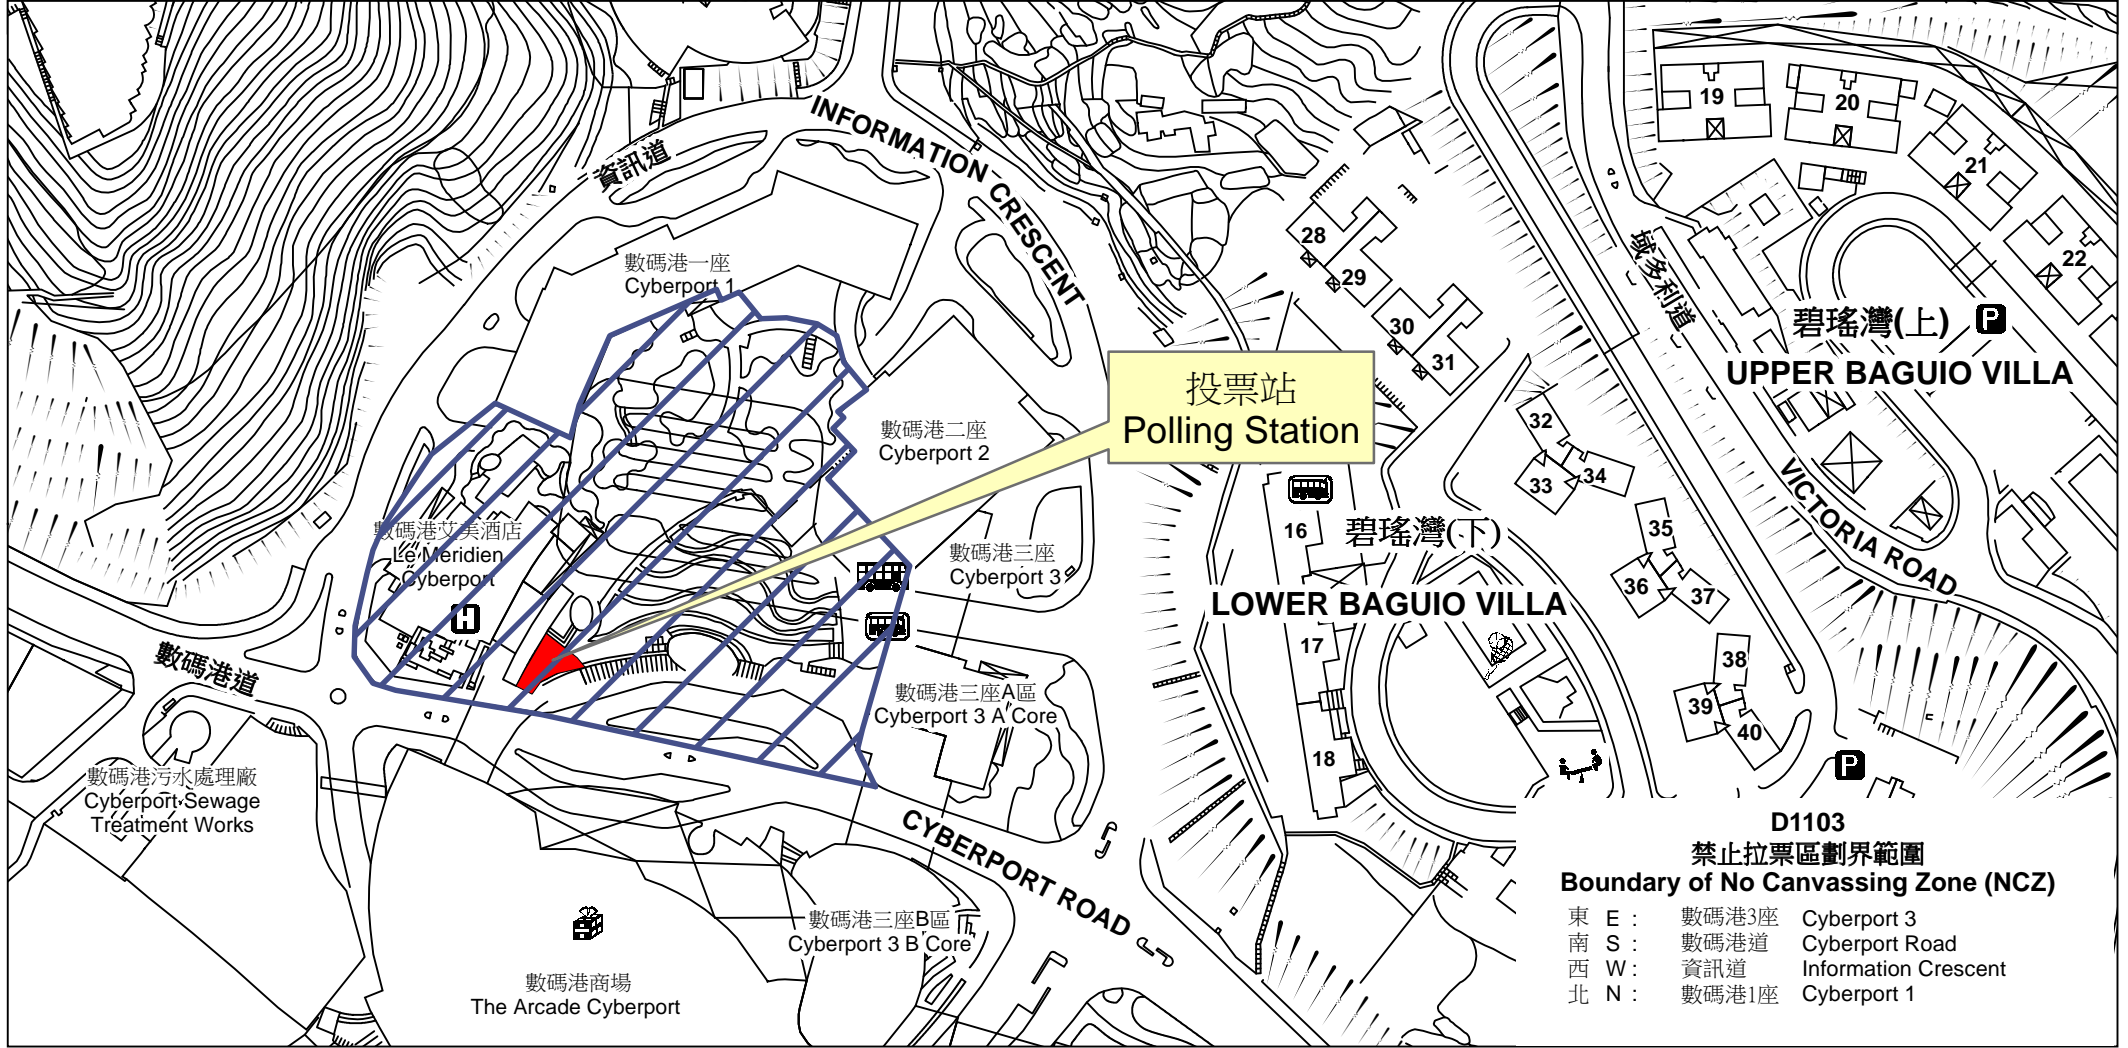 19
20
21
22
資訊道
INFORMATION CRESCENT
數碼港一座
Cyberport 1
28
29
30
31
域多利道
碧瑤灣(上)
P
UPPER BAGUIO VILLA
投票站
Polling Station
數碼港二座
Cyberport 2
32
33
34
35
36
37
38
39
40
VICTORIA ROAD
數碼港艾美酒店
Le Meridien
Cyberport
H
數碼港三座
Cyberport 3
16
碧瑤灣(下)
LOWER BAGUIO VILLA
17
18
P
數碼港道
數碼港三座A區
Cyberport 3 A Core
數碼港污水處理廠
Cyberport Sewage
Treatment Works
CYBERPORT ROAD
數碼港三座B區
Cyberport 3 B Core
數碼港商場
The Arcade Cyberport
D1103
禁止拉票區劃界範圍
Boundary of No Canvassing Zone (NCZ)
東 E : 數碼港3座 Cyberport 3
南 S : 數碼港道 Cyberport Road
西 W : 資訊道 Information Crescent
北 N : 數碼港1座 Cyberport 1